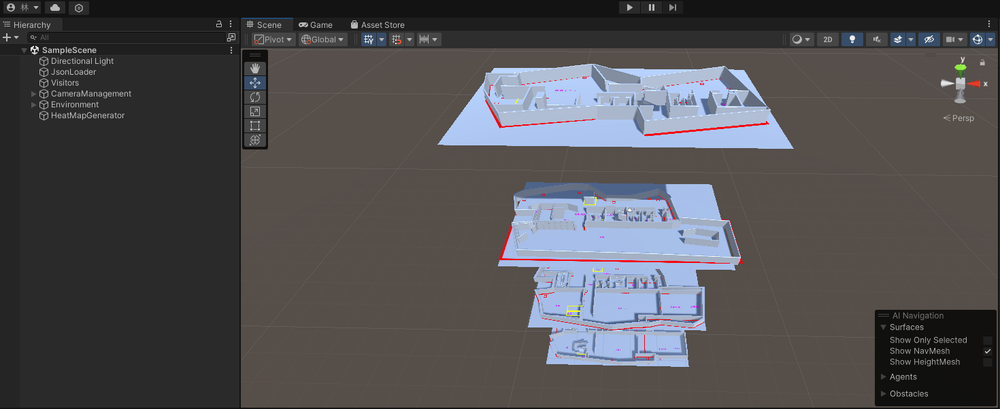 林
Hierarchy
All
SampleScene
Directional Light
JsonLoader
Visitors
CameraManagement
Environment
HeatMapGenerator
Scene Game Asset Store
Pivot Global 2D
y
x
Persp
AI Navigation
Surfaces
Show Only Selected
Show NavMesh
Show HeightMesh
Agents
Obstacles